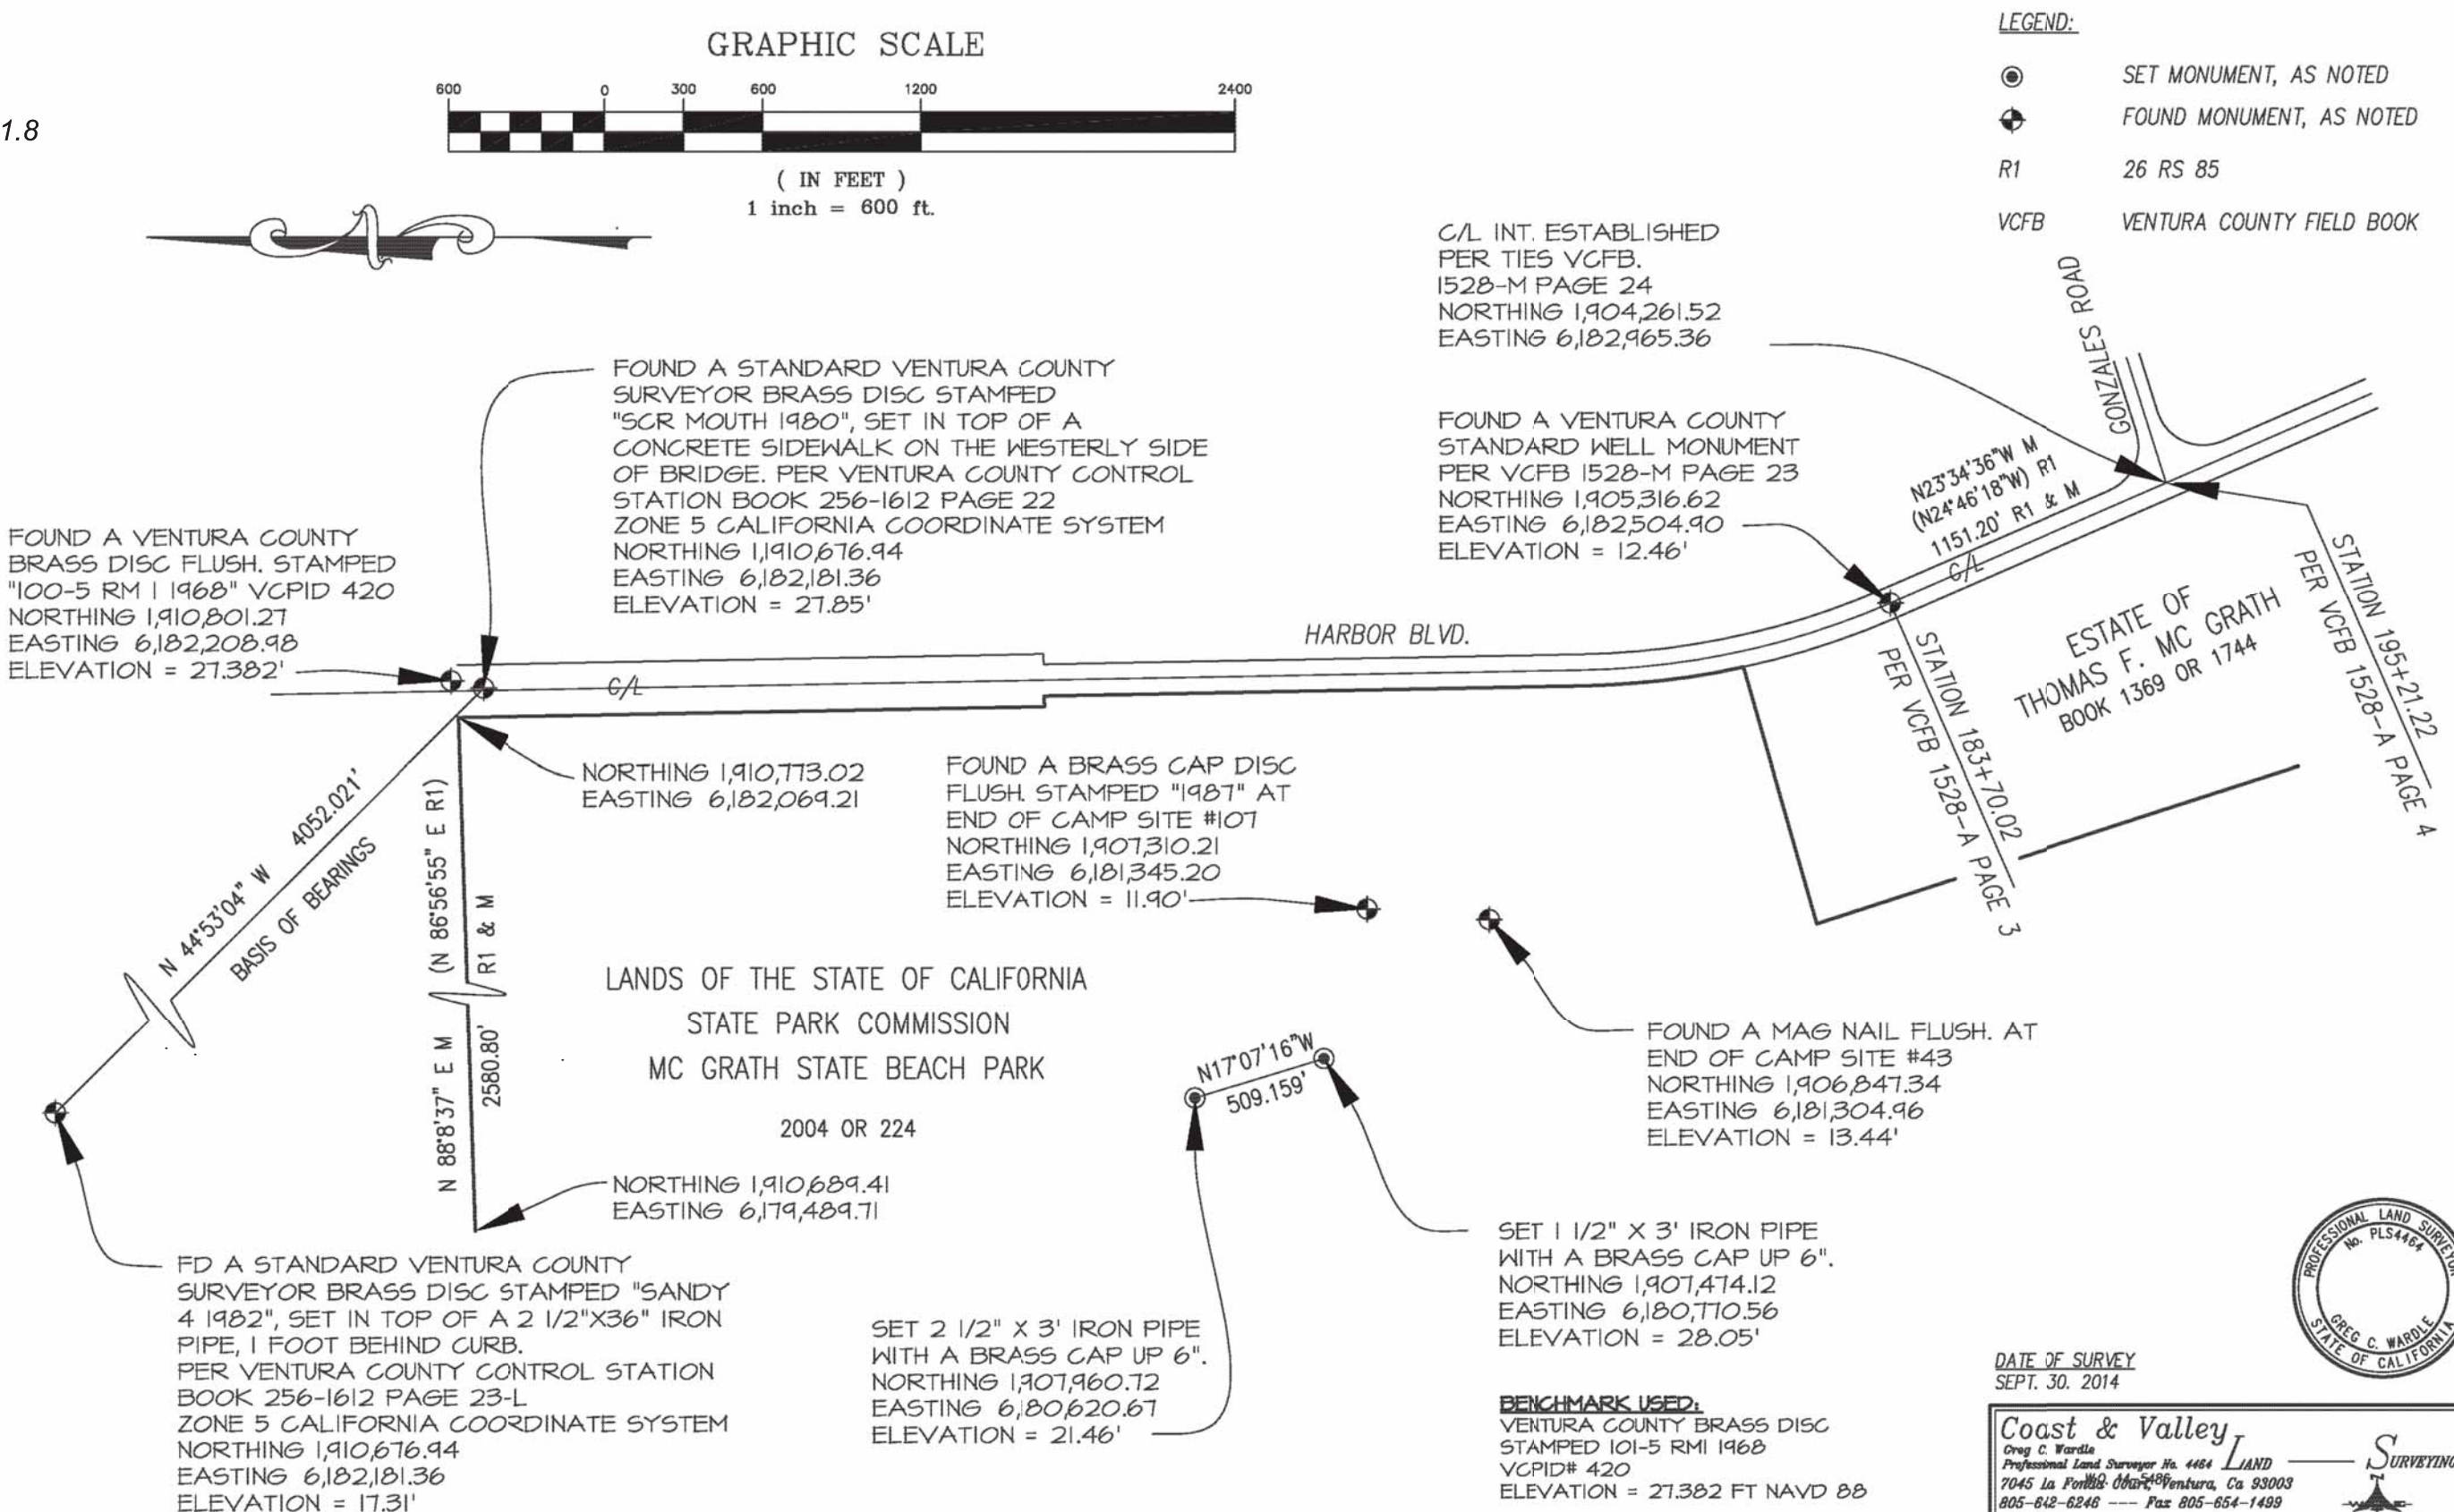 1.8
GRAPHIC SCALE
600 0 300 600 1200 2400
( IN FEET )
1 inch = 600 ft.
LEGEND:
SET MONUMENT, AS NOTED
FOUND MONUMENT, AS NOTED
R1 26 RS 85
VCFB VENTURA COUNTY FIELD BOOK
C/L INT. ESTABLISHED
PER TIES VCFB.
1528-M PAGE 24
NORTHING 1,904,261.52
EASTING 6,182,965.36
GONZALES ROAD
FOUND A STANDARD VENTURA COUNTY
SURVEYOR BRASS DISC STAMPED
"SCR MOUTH 1980", SET IN TOP OF A
CONCRETE SIDEWALK ON THE WESTERLY SIDE
OF BRIDGE. PER VENTURA COUNTY CONTROL
STATION BOOK 256-1612 PAGE 22
ZONE 5 CALIFORNIA COORDINATE SYSTEM
NORTHING 1,1910,676.94
EASTING 6,182,181.36
ELEVATION = 27.85'
FOUND A VENTURA COUNTY
STANDARD WELL MONUMENT
PER VCFB 1528-M PAGE 23
NORTHING 1,905,316.62
EASTING 6,182,504.90
ELEVATION = 12.46'
N23°34'36"W M
(N24°46'18"W) R1
1151.20' R1 & M
C/L
FOUND A VENTURA COUNTY
BRASS DISC FLUSH. STAMPED
"100-5 RM 1 1968" VCPID 420
NORTHING 1,910,801.27
EASTING 6,182,208.98
ELEVATION = 27.382'
HARBOR BLVD.
C/L
STATION 195+21.22
PER VCFB 1528-A PAGE 4
ESTATE OF
THOMAS F. MC GRATH
BOOK 1369 OR 1744
STATION 183+70.02
PER VCFB 1528-A PAGE 3
NORTHING 1,910,773.02
EASTING 6,182,069.21
FOUND A BRASS CAP DISC
FLUSH. STAMPED "1987" AT
END OF CAMP SITE #107
NORTHING 1,907,310.21
EASTING 6,181,345.20
ELEVATION = 11.90'
N 44°53'04" W 4052.021'
BASIS OF BEARINGS
N 88°8'37" E M (N 86°56'55" E R1)
2580.80' R1 & M
LANDS OF THE STATE OF CALIFORNIA
STATE PARK COMMISSION
MC GRATH STATE BEACH PARK
2004 OR 224
N17°07'16"W
509.159'
FOUND A MAG NAIL FLUSH. AT
END OF CAMP SITE #43
NORTHING 1,906,847.34
EASTING 6,181,304.96
ELEVATION = 13.44'
NORTHING 1,910,689.41
EASTING 6,179,489.71
FD A STANDARD VENTURA COUNTY
SURVEYOR BRASS DISC STAMPED "SANDY
4 1982", SET IN TOP OF A 2 1/2"X36" IRON
PIPE, 1 FOOT BEHIND CURB.
PER VENTURA COUNTY CONTROL STATION
BOOK 256-1612 PAGE 23-L
ZONE 5 CALIFORNIA COORDINATE SYSTEM
NORTHING 1,910,676.94
EASTING 6,182,181.36
ELEVATION = 17.31'
SET 2 1/2" X 3' IRON PIPE
WITH A BRASS CAP UP 6".
NORTHING 1,907,960.72
EASTING 6,180,620.67
ELEVATION = 21.46'
SET 1 1/2" X 3' IRON PIPE
WITH A BRASS CAP UP 6".
NORTHING 1,907,474.12
EASTING 6,180,770.56
ELEVATION = 28.05'
BENCHMARK USED:
VENTURA COUNTY BRASS DISC
STAMPED 101-5 RM1 1968
VCPID# 420
ELEVATION = 27.382 FT NAVD 88
PROFESSIONAL LAND SURVEYOR
No. PLS4464
GREG C. WARDLE
STATE OF CALIFORNIA
DATE OF SURVEY
SEPT. 30. 2014
Coast & Valley
LAND SURVEYING
Greg C. Wardle
Professional Land Surveyor No. 4464
7045 La Ventura, Ca 93003
805-642-6246 --- Fax 805-654-1499